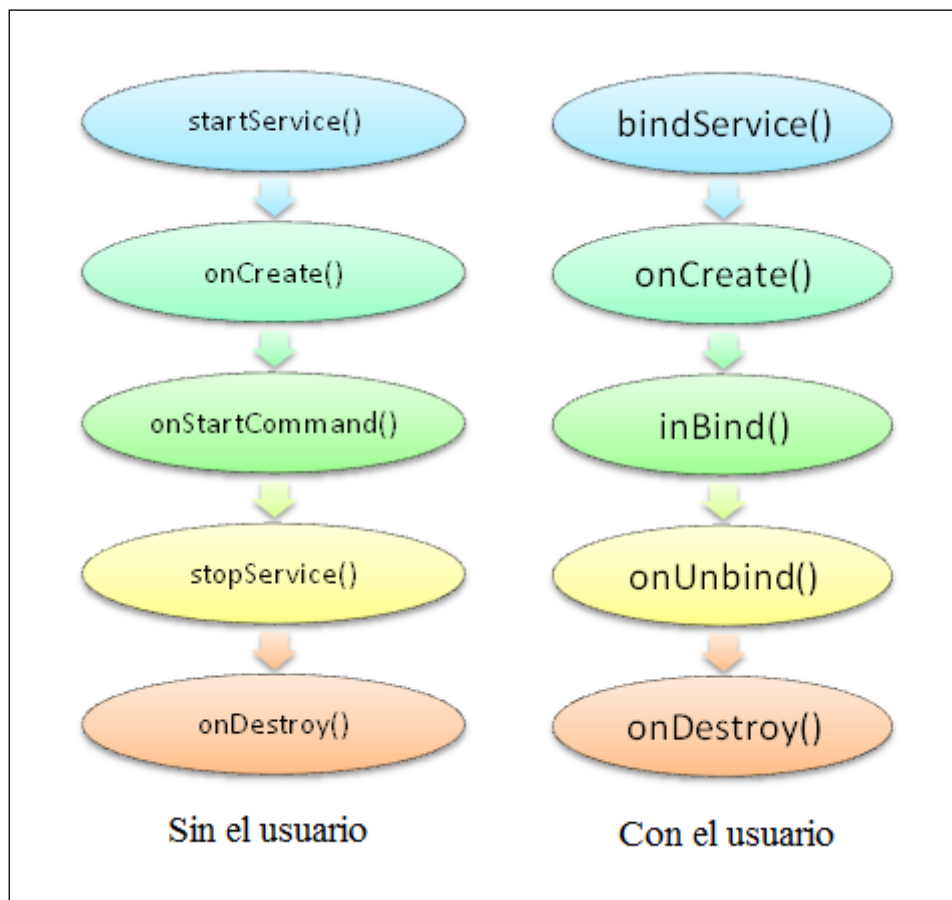 startService()
onCreate()
onStartCommand()
stopService()
onDestroy()
Sin el usuario
bindService()
onCreate()
inBind()
onUnbind()
onDestroy()
Con el usuario